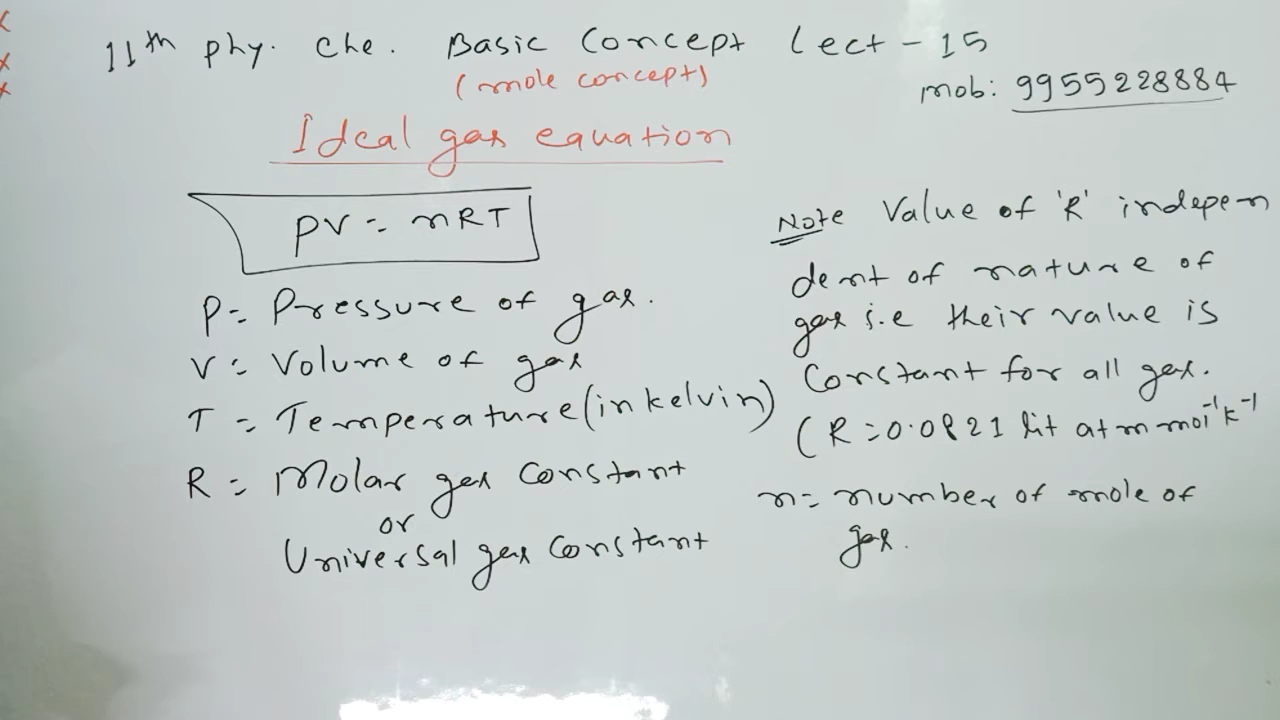 11th phy. Che. Basic Concept Lect - 15
(mole concept)
mob: 9955228884
Ideal gas equation
PV = nRT
P = Pressure of gas.
V = Volume of gas
T = Temperature (in kelvin)
R = Molar gas constant
or
Universal gas constant
Note Value of 'R' indepen
dent of nature of
gas i.e their value is
Constant for all gas.
(R = 0.0821 lit atm mol⁻¹ k⁻¹
n = number of mole of
gas.